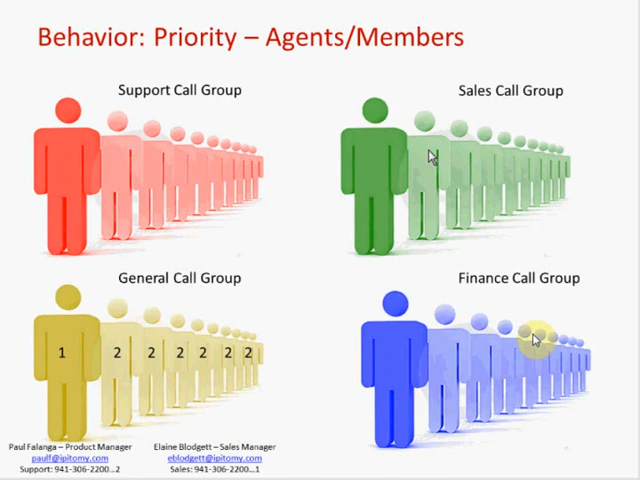 Behavior: Priority – Agents/Members
Support Call Group
Sales Call Group
General Call Group
Finance Call Group
1 2 2 2 2 2 2
Paul Falanga – Product Manager
paulf@ipitomy.com
Support: 941-306-2200...2
Elaine Blodgett – Sales Manager
eblodgett@ipitomy.com
Sales: 941-306-2200...1